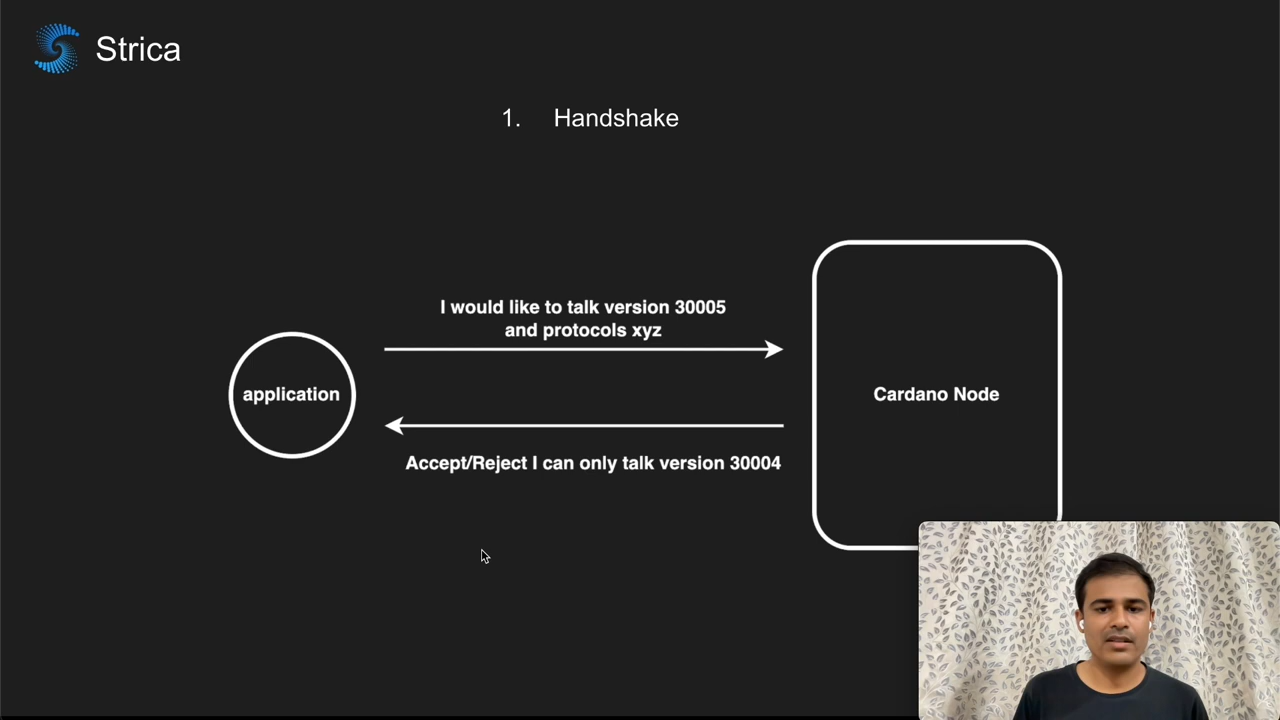 Strica
1. Handshake
I would like to talk version 30005
and protocols xyz
application
Cardano Node
Accept/Reject I can only talk version 30004